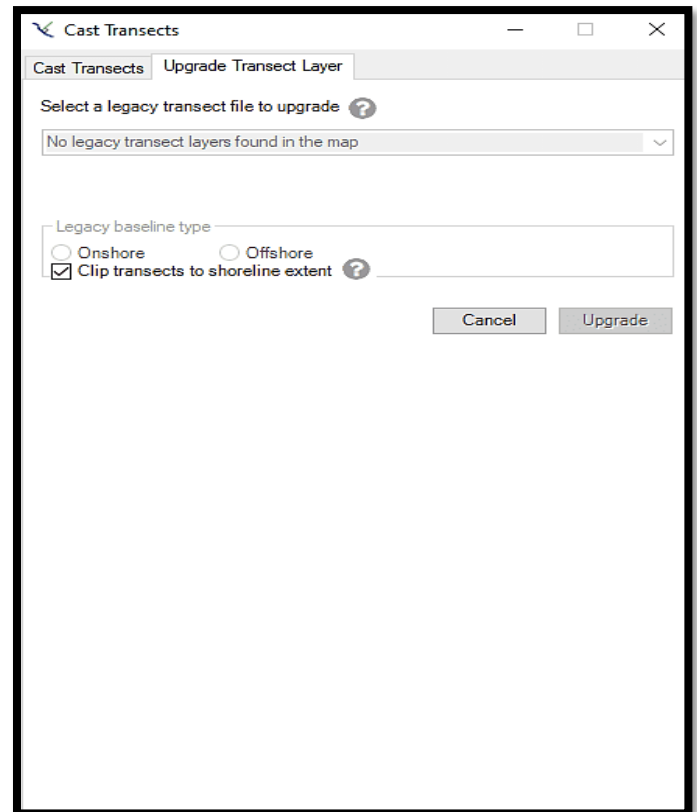 Cast Transects
Cast Transects Upgrade Transect Layer
Select a legacy transect file to upgrade ?
No legacy transect layers found in the map
Legacy baseline type
Onshore Offshore
Clip transects to shoreline extent ?
Cancel Upgrade